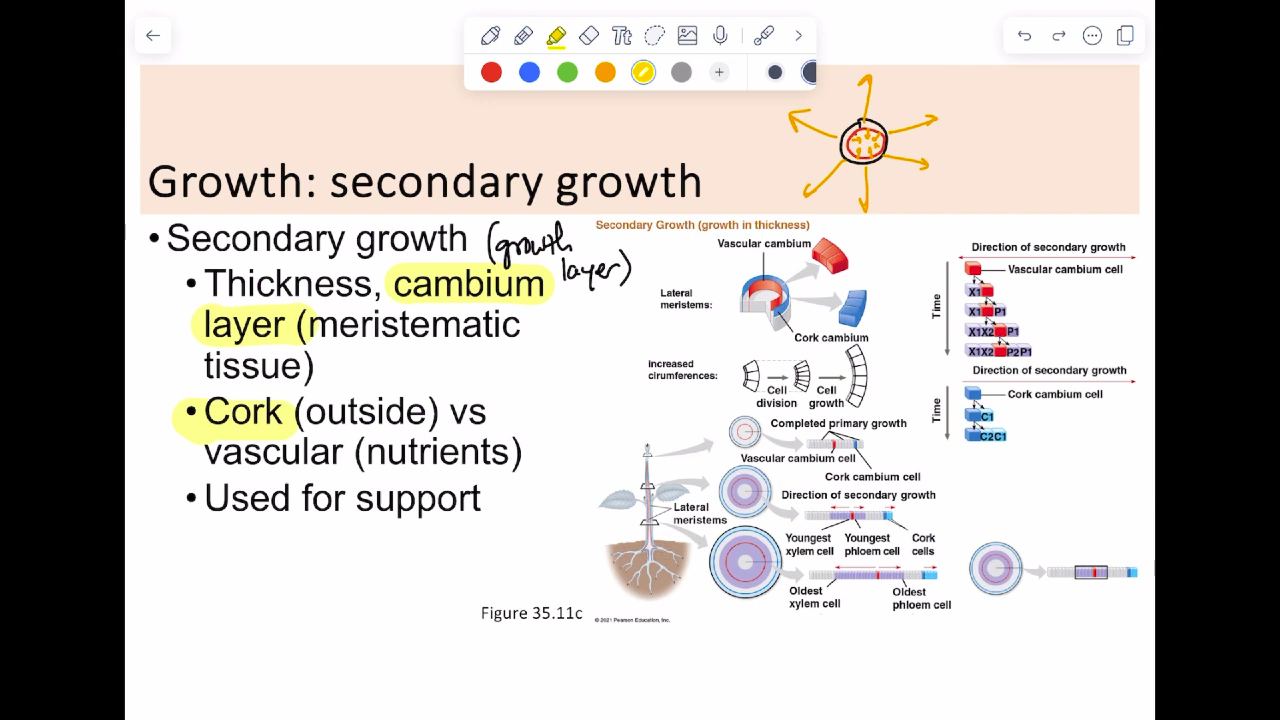 Tt
Growth: secondary growth
• Secondary growth (growth layer)
• Thickness, cambium
layer (meristematic
tissue)
• Cork (outside) vs
vascular (nutrients)
• Used for support
Secondary Growth (growth in thickness)
Vascular cambium
Lateral
meristems:
Cork cambium
Increased
cirumferences:
Cell
division
Cell
growth
Completed primary growth
Vascular cambium cell
Cork cambium cell
Direction of secondary growth
Lateral
meristems
Youngest
xylem cell
Youngest
phloem cell
Cork
cells
Oldest
xylem cell
Oldest
phloem cell
Direction of secondary growth
Vascular cambium cell
Time
X1
X1 P1
X1X2 P1
X1X2 P2P1
Direction of secondary growth
Cork cambium cell
Time
C1
C2C1
Figure 35.11c
© 2021 Pearson Education, Inc.